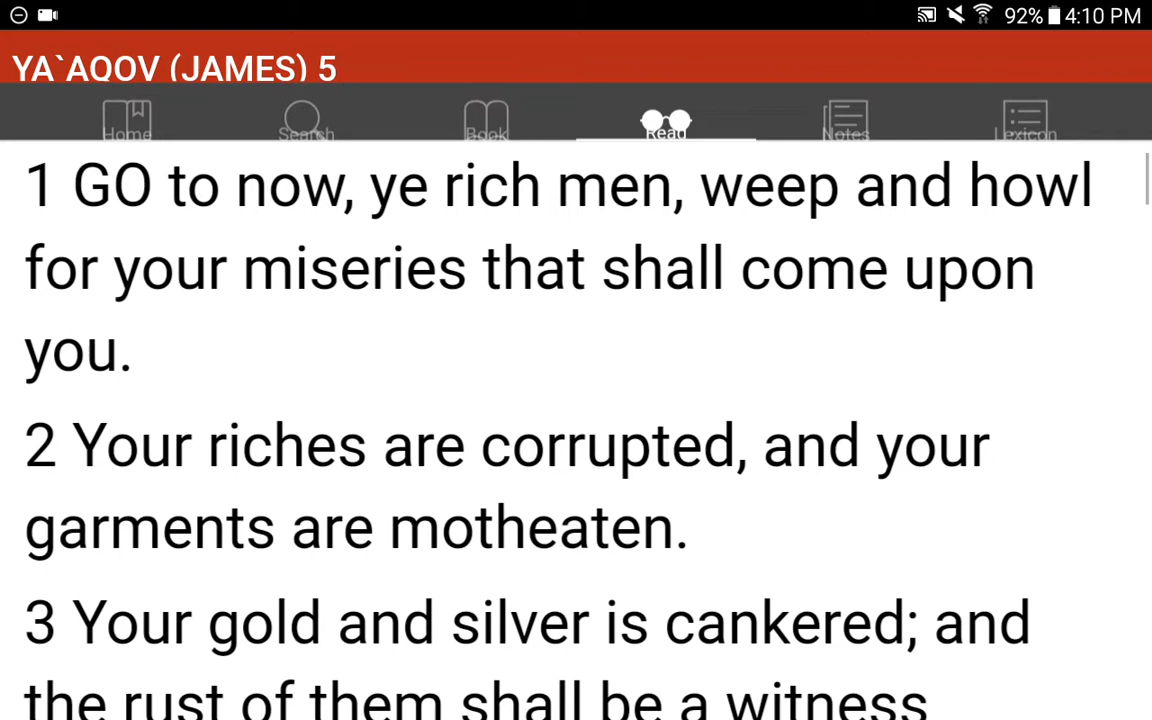 92% 4:10 PM
YA`AQOV (JAMES) 5
Home Search Book Read Notes Lexicon
1 GO to now, ye rich men, weep and howl
for your miseries that shall come upon
you.
2 Your riches are corrupted, and your
garments are motheaten.
3 Your gold and silver is cankered; and
the rust of them shall be a witness